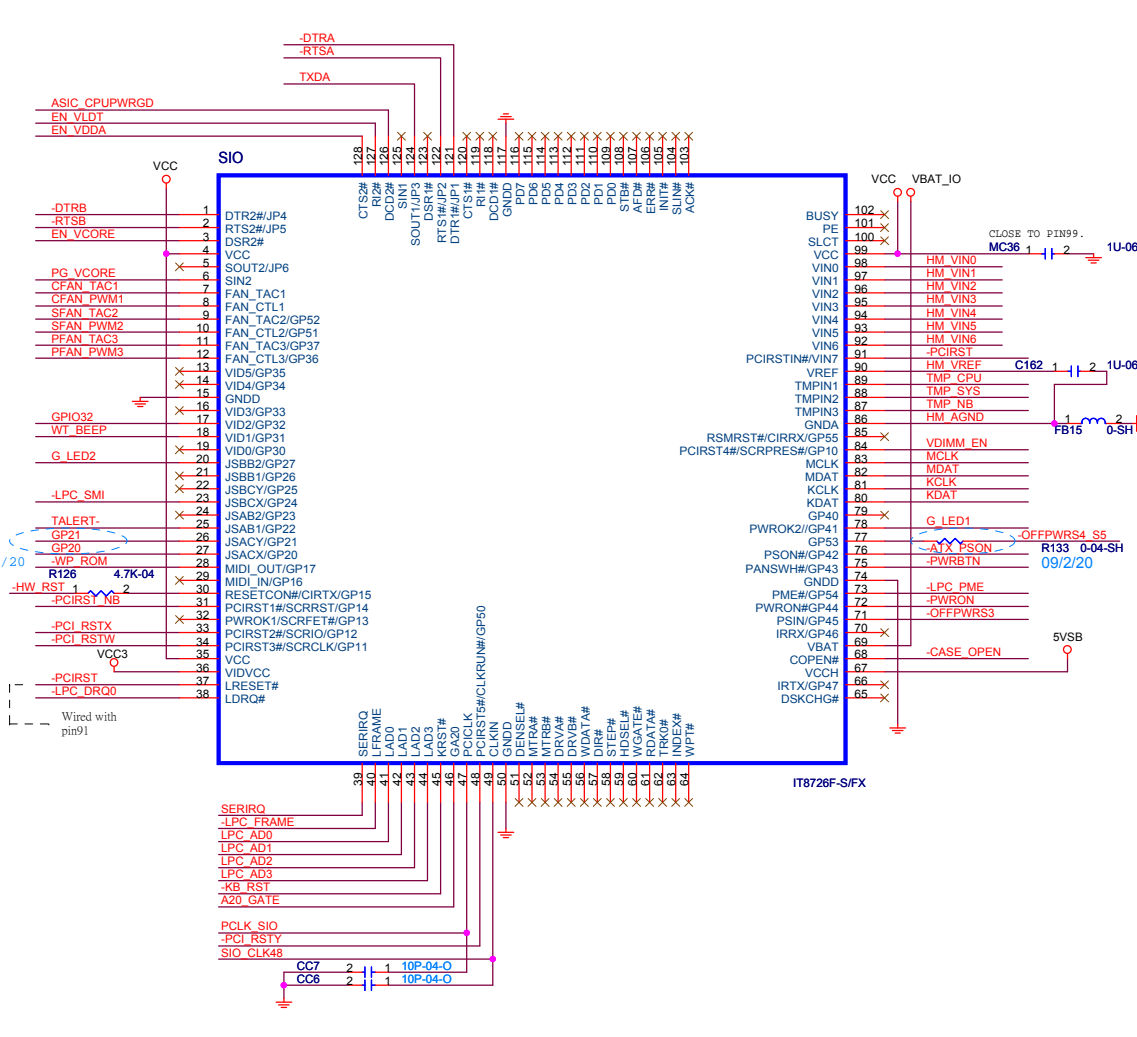 -DTRA
-RTSA
TXDA
ASIC_CPUPWRGD
EN_VLDT
EN_VDDA
SIO
VCC
128 127 126 125 124 123 122 121 120 119 118 117 116 115 114 113 112 111 110 109 108 107 106 105 104 103
CTS2# RI2# DCD2# SIN1 SOUT1/JP3 DSR1# RTS1#/JP2 DTR1#/JP1 CTS1# RI1# DCD1# GNDD PD7 PD6 PD5 PD4 PD3 PD2 PD1 PD0 STB# AFD# ERR# INIT# SLIN# ACK#
-DTRB 1 DTR2#/JP4
-RTSB 2 RTS2#/JP5
EN_VCORE 3 DSR2#
4 VCC
5 SOUT2/JP6
PG_VCORE 6 SIN2
CFAN_TAC1 7 FAN_TAC1
CFAN_PWM1 8 FAN_CTL1
SFAN_TAC2 9 FAN_TAC2/GP52
SFAN_PWM2 10 FAN_CTL2/GP51
PFAN_TAC3 11 FAN_TAC3/GP37
PFAN_PWM3 12 FAN_CTL3/GP36
13 VID5/GP35
14 VID4/GP34
15 GNDD
16 VID3/GP33
GPIO32 17 VID2/GP32
WT_BEEP 18 VID1/GP31
19 VID0/GP30
G_LED2 20 JSBB2/GP27
21 JSBB1/GP26
22 JSBCY/GP25
-LPC_SMI 23 JSBCX/GP24
24 JSAB2/GP23
TALERT- 25 JSAB1/GP22
GP21 26 JSACY/GP21
GP20 27 JSACX/GP20
/20
-WP_ROM 28 MIDI_OUT/GP17
R126 4.7K-04
29 MIDI_IN/GP16
-HW_RST 1 2 30 RESETCON#/CIRTX/GP15
-PCIRST_NB 31 PCIRST1#/SCRRST/GP14
32 PWROK1/SCRFET#/GP13
-PCI_RSTX 33 PCIRST2#/SCRIO/GP12
-PCI_RSTW 34 PCIRST3#/SCRCLK/GP11
VCC3
35 VCC
36 VIDVCC
-PCIRST 37 LRESET#
-LPC_DRQ0 38 LDRQ#
Wired with
pin91
VCC VBAT_IO
BUSY 102
PE 101
SLCT 100
CLOSE TO PIN99.
VCC 99 MC36 1 2 1U-06
VIN0 98 HM_VIN0
VIN1 97 HM_VIN1
VIN2 96 HM_VIN2
VIN3 95 HM_VIN3
VIN4 94 HM_VIN4
VIN5 93 HM_VIN5
VIN6 92 HM_VIN6
PCIRSTIN#/VIN7 91 -PCIRST
VREF 90 HM_VREF C162 1 2 1U-06
TMPIN1 89 TMP_CPU
TMPIN2 88 TMP_SYS
TMPIN3 87 TMP_NB
GNDA 86 HM_AGND 1 2
FB15 0-SH
RSMRST#/CIRRX/GP55 85
PCIRST4#/SCRPRES#/GP10 84 VDIMM_EN
MCLK 83 MCLK
MDAT 82 MDAT
KCLK 81 KCLK
KDAT 80 KDAT
GP40 79
PWROK2//GP41 78 G_LED1
GP53 77 -OFFPWRS4_S5
PSON#/GP42 76 -ATX_PSON R133 0-04-SH
PANSWH#/GP43 75 -PWRBTN 09/2/20
GNDD 74
PME#/GP54 73 -LPC_PME
PWRON#GP44 72 -PWRON
PSIN/GP45 71 -OFFPWRS3
IRRX/GP46 70
5VSB
VBAT 69
COPEN# 68 -CASE_OPEN
VCCH 67
IRTX/GP47 66
DSKCHG# 65
SERIRQ LFRAME LAD0 LAD1 LAD2 LAD3 KRST# GA20 PCICLK PCIRST5#/CLKRUN#/GP50 CLKIN GNDD DENSEL# MTRA# MTRB# DRVA# DRVB# WDATA# DIR# STEP# HDSEL# WGATE# RDATA# TRK0# INDEX# WPT#
39 40 41 42 43 44 45 46 47 48 49 50 51 52 53 54 55 56 57 58 59 60 61 62 63 64
IT8726F-S/FX
SERIRQ
-LPC_FRAME
LPC_AD0
LPC_AD1
LPC_AD2
LPC_AD3
-KB_RST
A20_GATE
PCLK_SIO
-PCI_RSTY
SIO_CLK48
CC7 2 1 10P-04-O
CC6 2 1 10P-04-O